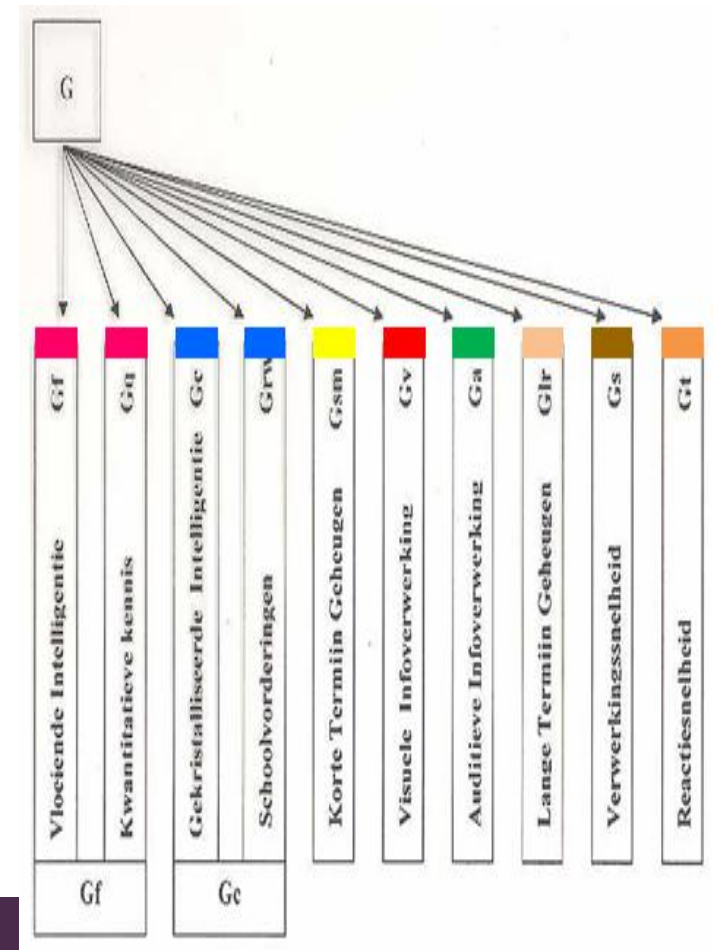 G
Vloeiende Intelligentie Gf
Kwantitatieve kennis Gq
Gekristalliseerde Intelligentie Gc
Schoolvorderingen Grw
Korte Termijn Geheugen Gsm
Visuele Infoverwerking Gv
Auditieve Infoverwerking Ga
Lange Termijn Geheugen Glr
Verwerkingssnelheid Gs
Reactiesnelheid Gt
Gf
Gc